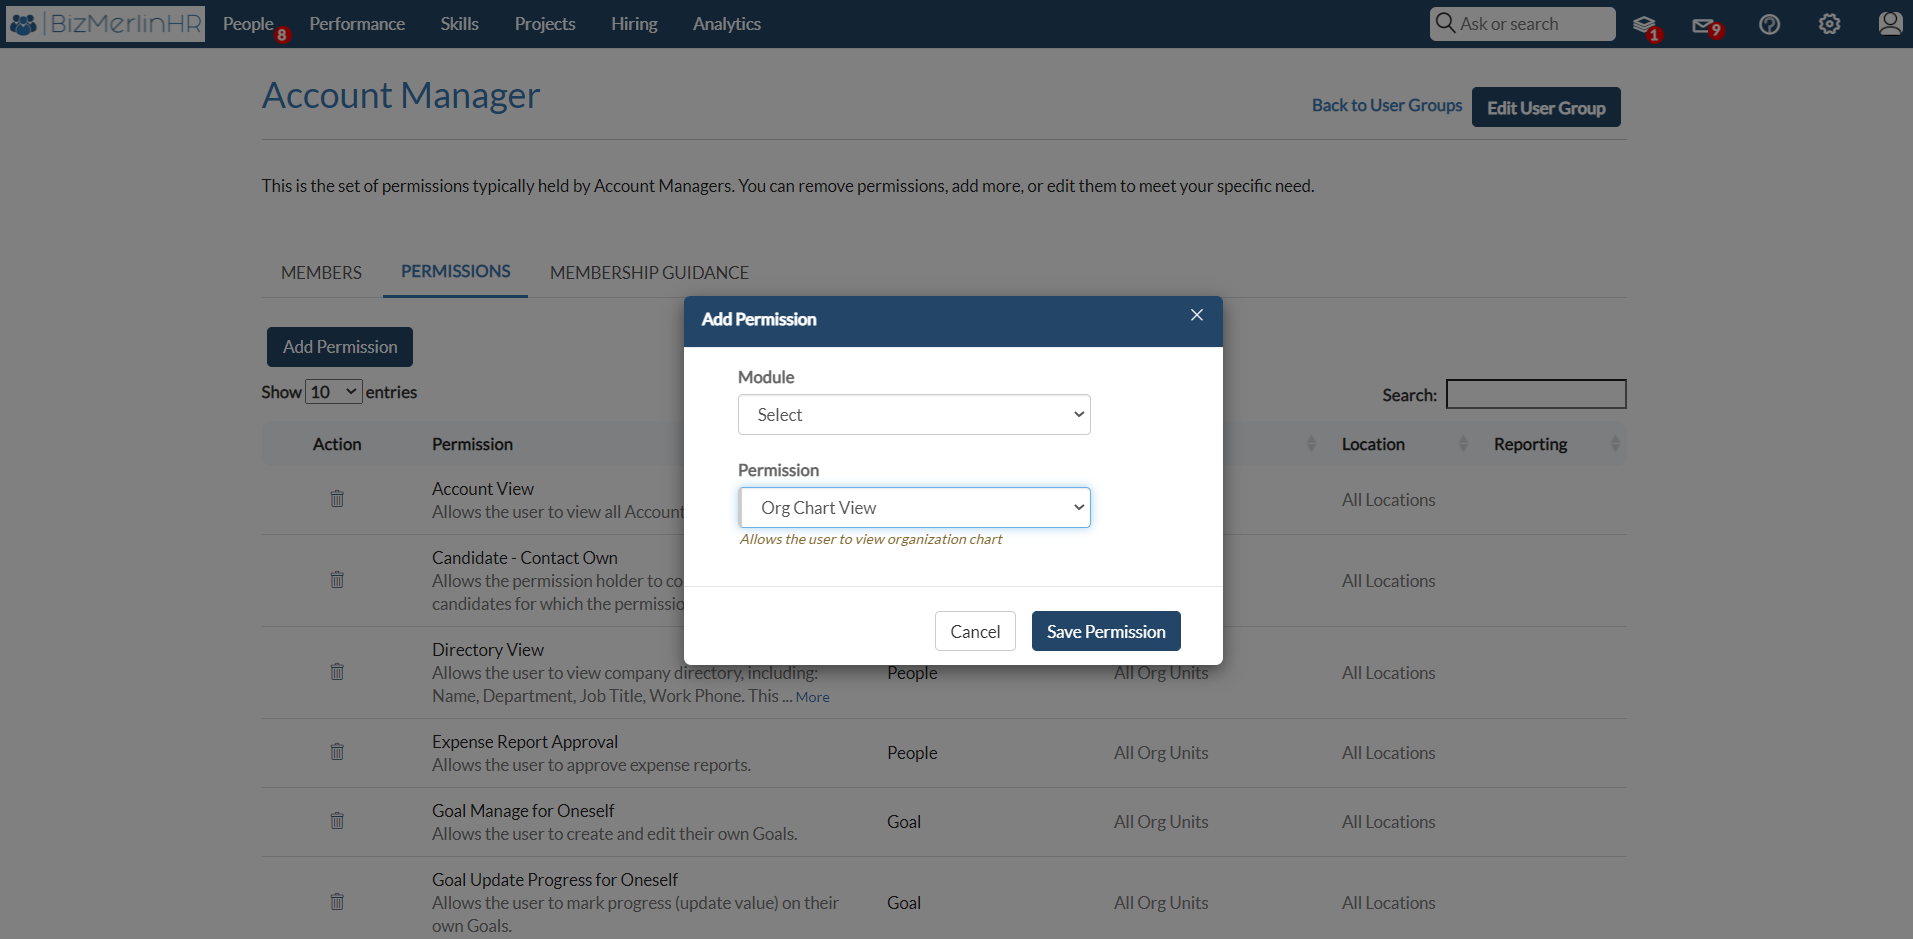 BizMerlinHR People 8 Performance Skills Projects Hiring Analytics Ask or search 1 9
Account Manager
Back to User Groups Edit User Group
This is the set of permissions typically held by Account Managers. You can remove permissions, add more, or edit them to meet your specific need.
MEMBERS PERMISSIONS MEMBERSHIP GUIDANCE
Add Permission
Show 10 entries
Search:
Action Permission Location Reporting
Account View
Allows the user to view all Account
All Locations
Candidate - Contact Own
Allows the permission holder to co
candidates for which the permissio
All Locations
Directory View
Allows the user to view company directory, including:
Name, Department, Job Title, Work Phone. This ... More
People All Org Units All Locations
Expense Report Approval
Allows the user to approve expense reports.
People All Org Units All Locations
Goal Manage for Oneself
Allows the user to create and edit their own Goals.
Goal All Org Units All Locations
Goal Update Progress for Oneself
Allows the user to mark progress (update value) on their
own Goals.
Goal All Org Units All Locations
Add Permission
Module
Select
Permission
Org Chart View
Allows the user to view organization chart
Cancel Save Permission